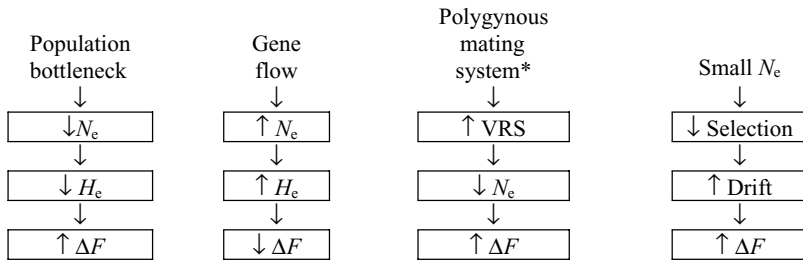 Population
bottleneck
↓
↓Nₑ
↓
↓ Hₑ
↓
↑ ΔF
Gene
flow
↓
↑ Nₑ
↓
↑ Hₑ
↓
↓ ΔF
Polygynous
mating
system*
↓
↑ VRS
↓
↓ Nₑ
↓
↑ ΔF
Small Nₑ
↓
↓ Selection
↓
↑ Drift
↓
↑ ΔF